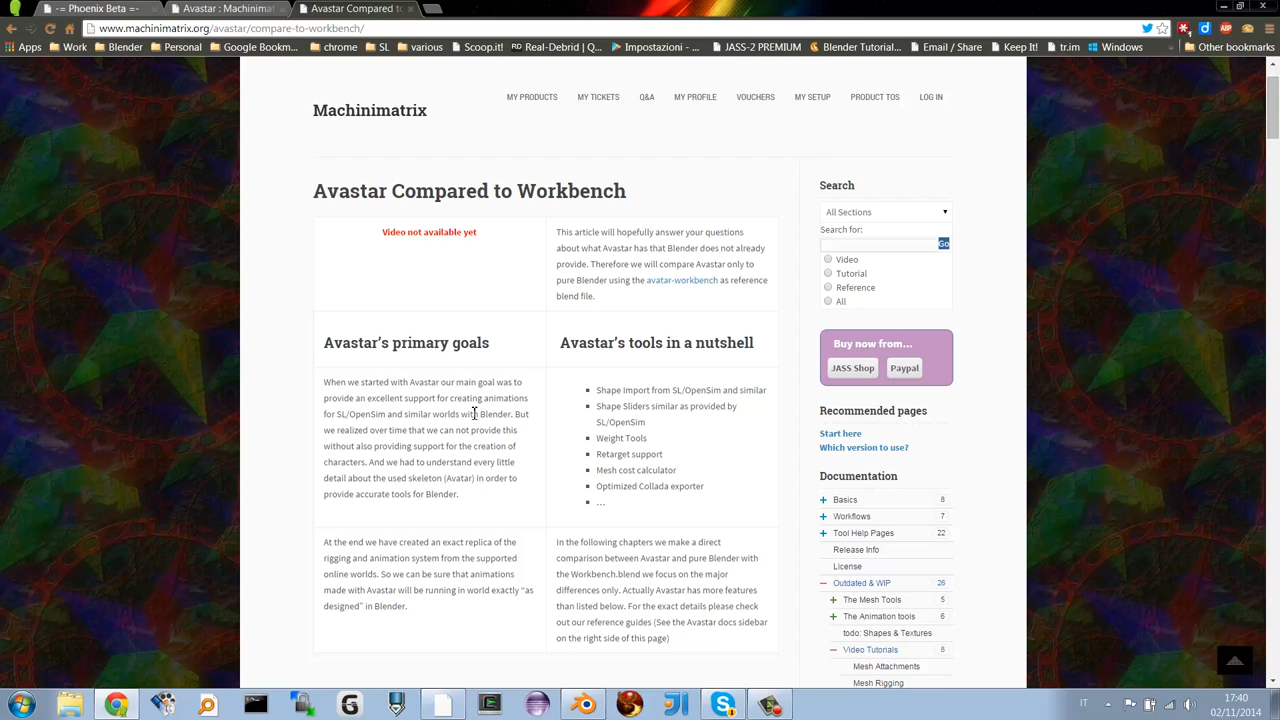 -- Phoenix Beta = --
Avastar : Machinimat
Avastar Compared to
www.machinimatrix.org/avastar/compare-to-workbench/
Apps Work Blender Personal Google Bookm... chrome SL various Scoop.it! Real-Debrid | Q... Impostazioni - ... JASS-2 PREMIUM Blender Tutorial... Email / Share Keep It! tr.im Windows Other bookmarks
Machinimatrix
MY PRODUCTS MY TICKETS Q&A MY PROFILE VOUCHERS MY SETUP PRODUCT TOS LOG IN
Avastar Compared to Workbench
Video not available yet
This article will hopefully answer your questions
about what Avastar has that Blender does not already
provide. Therefore we will compare Avastar only to
pure Blender using the avatar-workbench as reference
blend file.
Avastar's primary goals
Avastar's tools in a nutshell
When we started with Avastar our main goal was to
provide an excellent support for creating animations
for SL/OpenSim and similar worlds with Blender. But
we realized over time that we can not provide this
without also providing support for the creation of
characters. And we had to understand every little
detail about the used skeleton (Avatar) in order to
provide accurate tools for Blender.
Shape Import from SL/OpenSim and similar
Shape Sliders similar as provided by
SL/OpenSim
Weight Tools
Retarget support
Mesh cost calculator
Optimized Collada exporter
...
At the end we have created an exact replica of the
rigging and animation system from the supported
online worlds. So we can be sure that animations
made with Avastar will be running in world exactly "as
designed" in Blender.
In the following chapters we make a direct
comparison between Avastar and pure Blender with
the Workbench.blend we focus on the major
differences only. Actually Avastar has more features
than listed below. For the exact details please check
out our reference guides (See the Avastar docs sidebar
on the right side of this page)
Search
All Sections
Search for:
Go
Video
Tutorial
Reference
All
Buy now from...
JASS Shop Paypal
Recommended pages
Start here
Which version to use?
Documentation
Basics 8
Workflows 7
Tool Help Pages 22
Release Info
License
Outdated & WIP 26
The Mesh Tools 5
The Animation tools 6
todo: Shapes & Textures
Video Tutorials 8
Mesh Attachments
Mesh Rigging
IT
17:40
02/11/2014